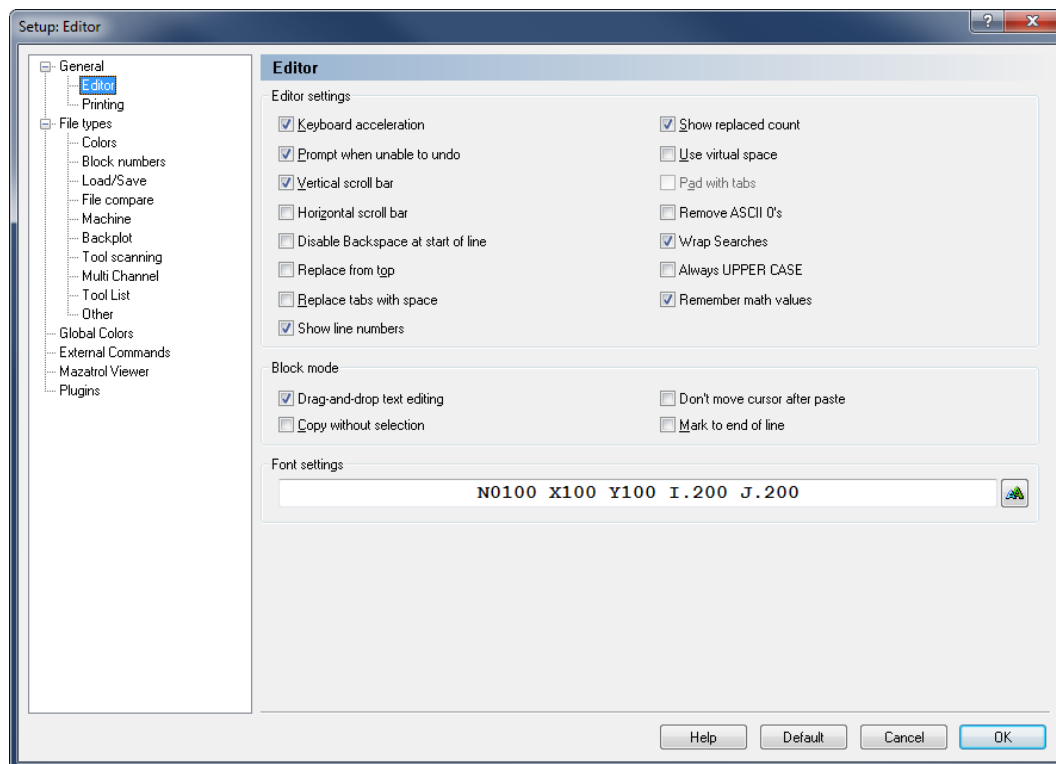 Setup: Editor
General
Editor
Printing
File types
Colors
Block numbers
Load/Save
File compare
Machine
Backplot
Tool scanning
Multi Channel
Tool List
Other
Global Colors
External Commands
Mazatrol Viewer
Plugins
Editor
Editor settings
Keyboard acceleration
Prompt when unable to undo
Vertical scroll bar
Horizontal scroll bar
Disable Backspace at start of line
Replace from top
Replace tabs with space
Show line numbers
Show replaced count
Use virtual space
Pad with tabs
Remove ASCII 0's
Wrap Searches
Always UPPER CASE
Remember math values
Block mode
Drag-and-drop text editing
Copy without selection
Don't move cursor after paste
Mark to end of line
Font settings
N0100 X100 Y100 I.200 J.200
Help
Default
Cancel
OK